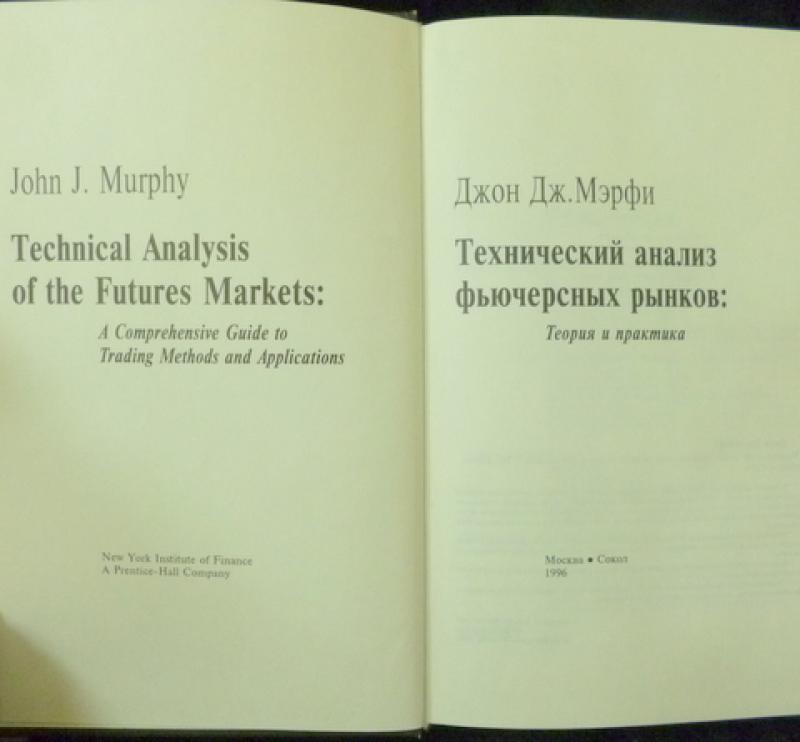 John J. Murphy
Technical Analysis
of the Futures Markets:
A Comprehensive Guide to
Trading Methods and Applications
New York Institute of Finance
A Prentice-Hall Company
Джон Дж.Мэрфи
Технический анализ
фьючерсных рынков:
Теория и практика
Москва ● Сокол
1996